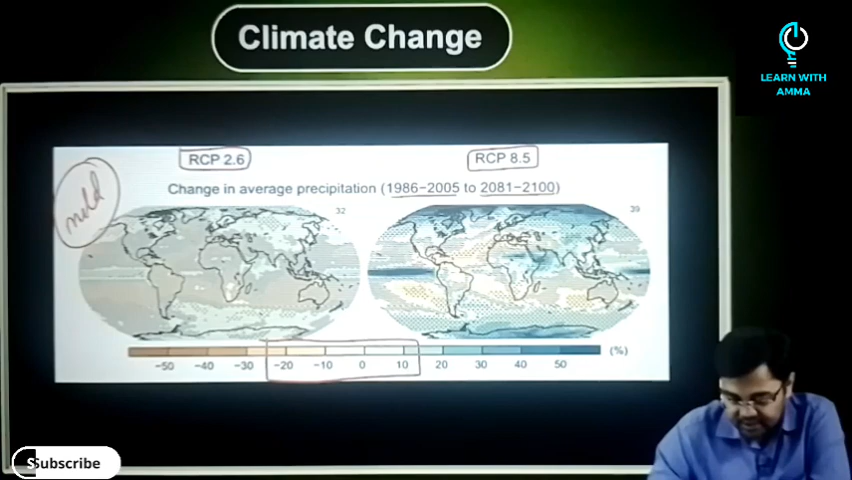 Climate Change
LEARN WITH
AMMA
RCP 2.6
RCP 8.5
mild
Change in average precipitation (1986−2005 to 2081−2100)
32
39
−50 −40 −30 −20 −10 0 10 20 30 40 50 (%)
Subscribe